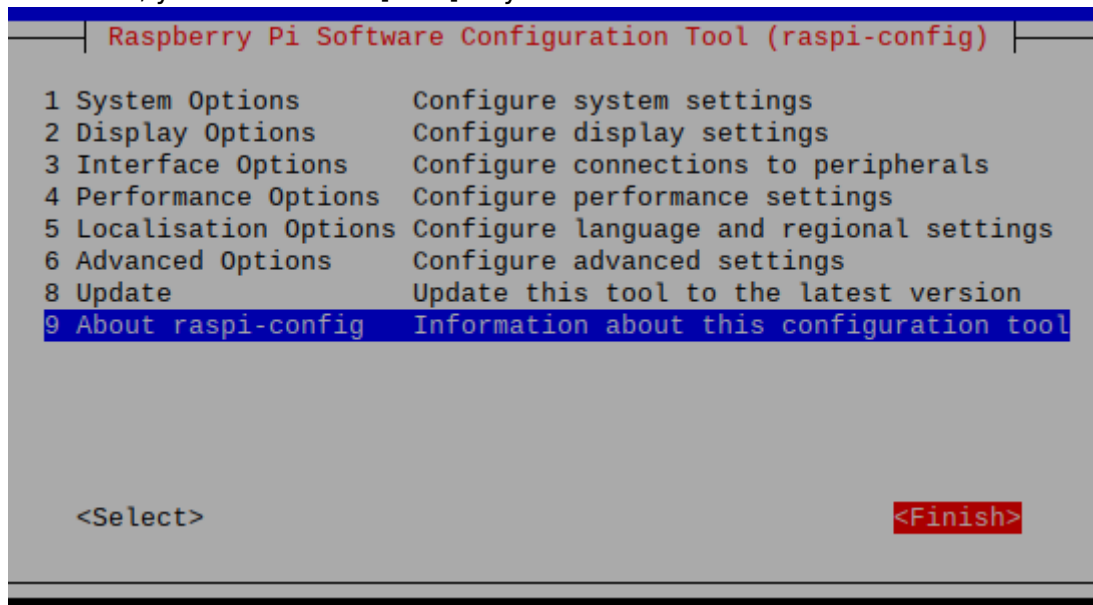 Raspberry Pi Software Configuration Tool (raspi-config)
1 System Options Configure system settings
2 Display Options Configure display settings
3 Interface Options Configure connections to peripherals
4 Performance Options Configure performance settings
5 Localisation Options Configure language and regional settings
6 Advanced Options Configure advanced settings
8 Update Update this tool to the latest version
9 About raspi-config Information about this configuration tool
<Select> <Finish>